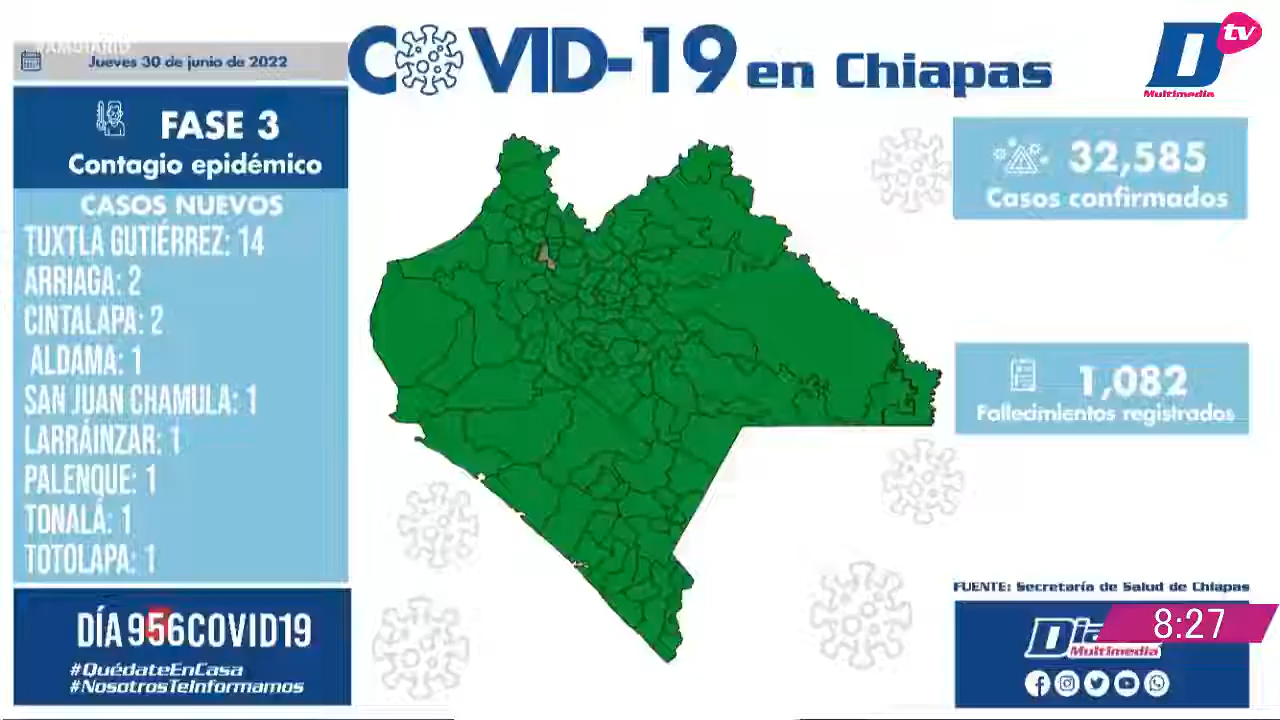 Jueves 30 de junio de 2022
COVID-19 en Chiapas
D tv
Multimedia
FASE 3
Contagio epidémico
CASOS NUEVOS
TUXTLA GUTIÉRREZ: 14
ARRIAGA: 2
CINTALAPA: 2
ALDAMA: 1
SAN JUAN CHAMULA: 1
LARRÁINZAR: 1
PALENQUE: 1
TONALÁ: 1
TOTOLAPA: 1
DÍA 956COVID19
#QuédateEnCasa
#NosotrosTeInformamos
32,585
Casos confirmados
1,082
Fallecimientos registrados
FUENTE: Secretaría de Salud de Chiapas
8:27
Multimedia